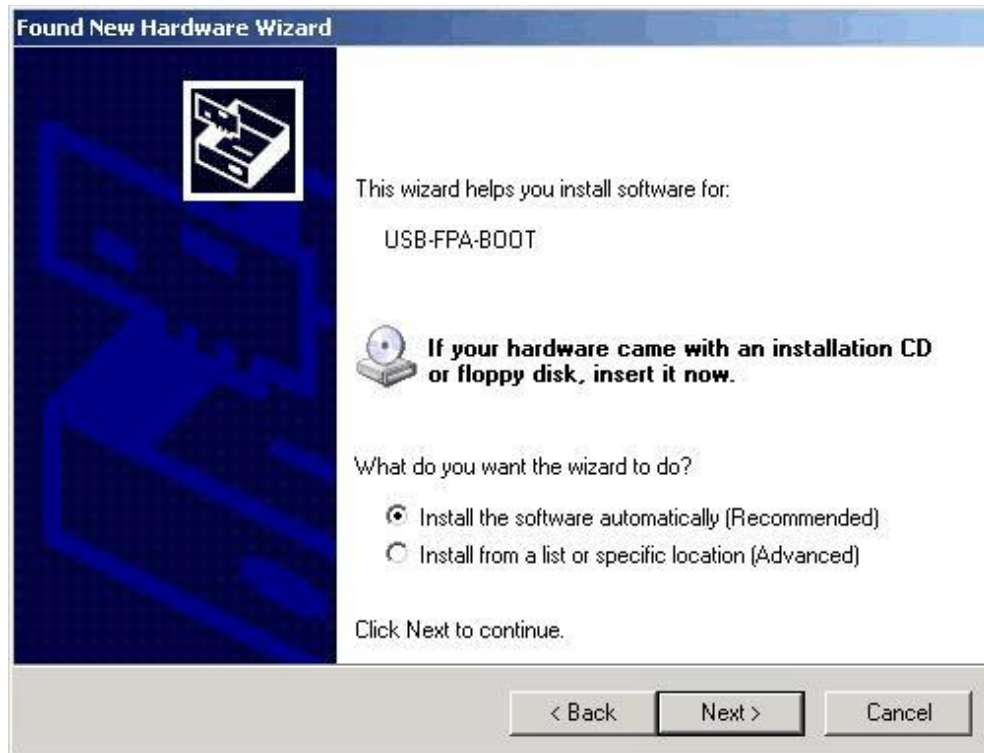 Found New Hardware Wizard
This wizard helps you install software for:
USB-FPA-BOOT
If your hardware came with an installation CD
or floppy disk, insert it now.
What do you want the wizard to do?
Install the software automatically (Recommended)
Install from a list or specific location (Advanced)
Click Next to continue.
< Back Next > Cancel